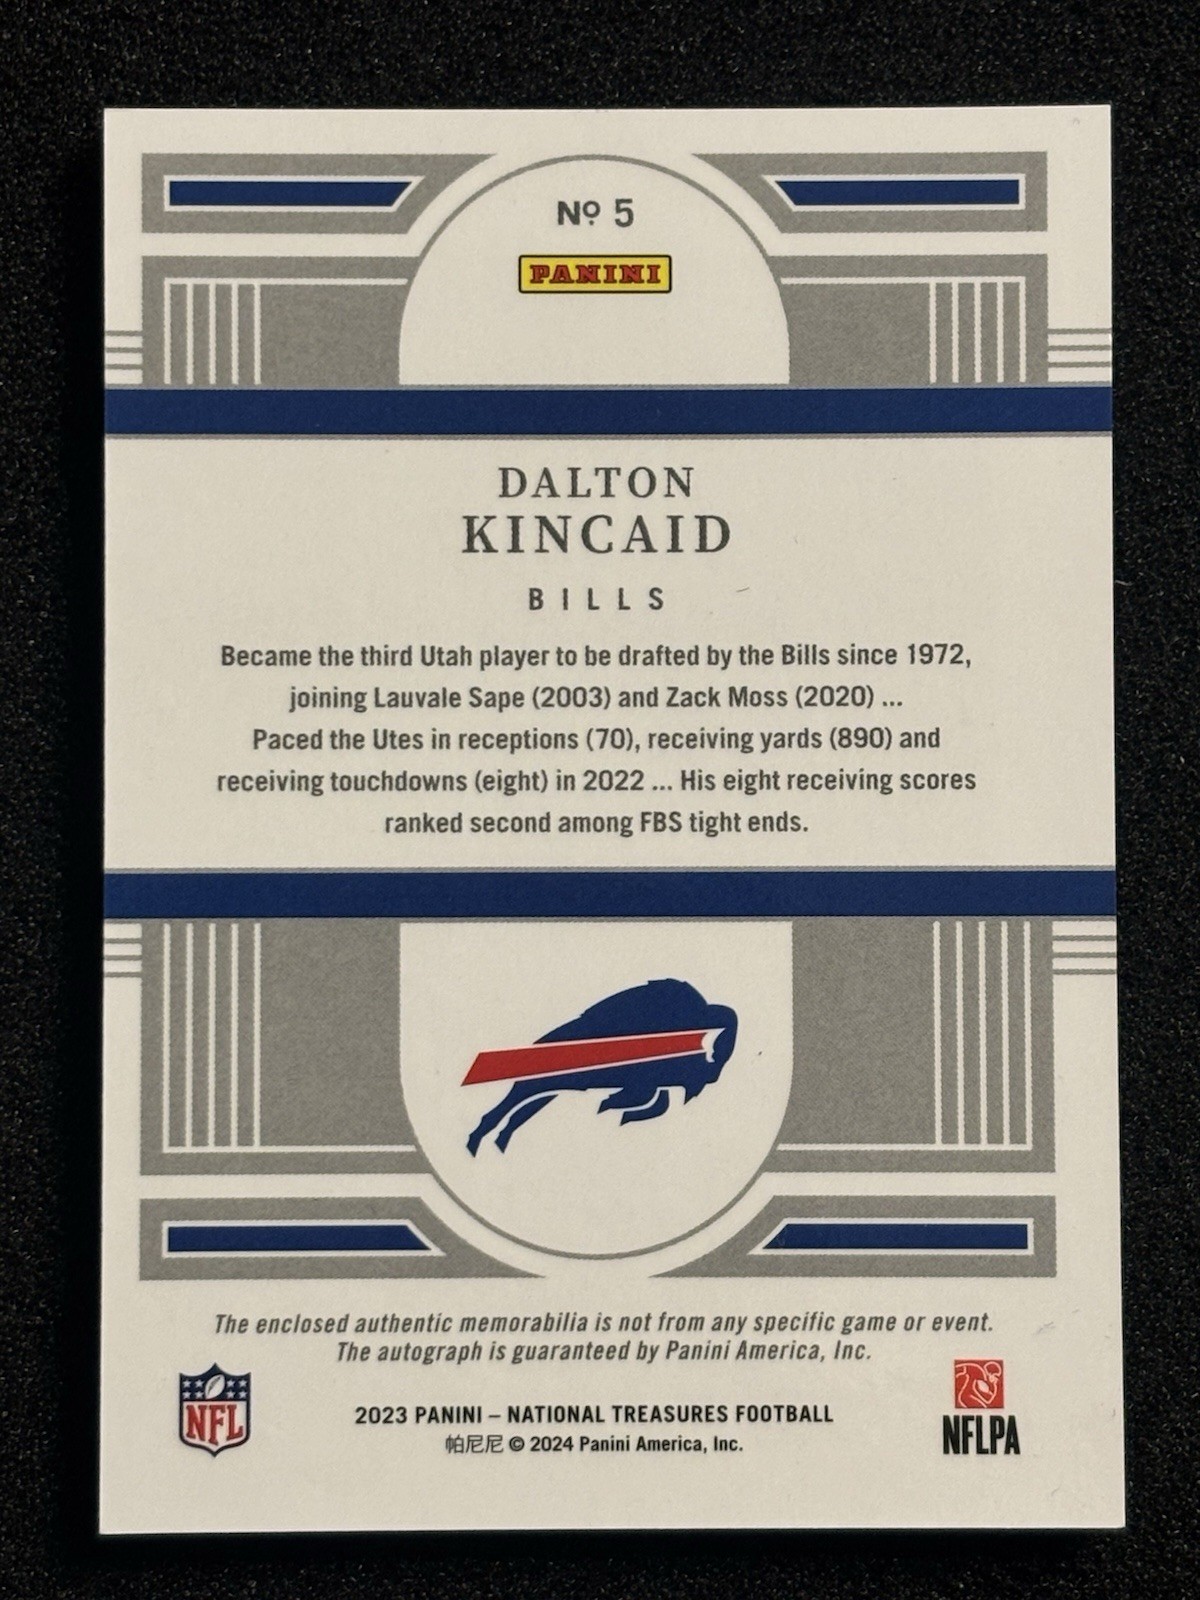 Nº 5
PANINI
DALTON
KINCAID
BILLS
Became the third Utah player to be drafted by the Bills since 1972,
joining Lauvale Sape (2003) and Zack Moss (2020) ...
Paced the Utes in receptions (70), receiving yards (890) and
receiving touchdowns (eight) in 2022 ... His eight receiving scores
ranked second among FBS tight ends.
The enclosed authentic memorabilia is not from any specific game or event.
The autograph is guaranteed by Panini America, Inc.
NFL
2023 PANINI – NATIONAL TREASURES FOOTBALL
帕尼尼 © 2024 Panini America, Inc.
NFLPA